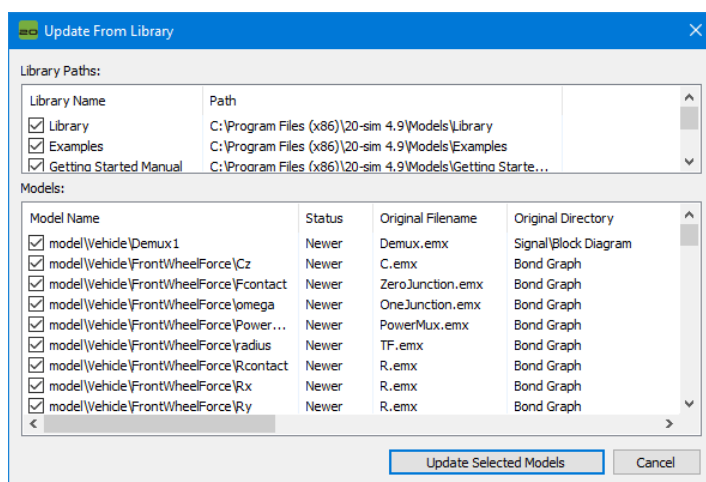 20 Update From Library
Library Paths:
Library Name Path
Library C:\Program Files (x86)\20-sim 4.9\Models\Library
Examples C:\Program Files (x86)\20-sim 4.9\Models\Examples
Getting Started Manual C:\Program Files (x86)\20-sim 4.9\Models\Getting Starte...
Models:
Model Name Status Original Filename Original Directory
model\Vehicle\Demux1 Newer Demux.emx Signal\Block Diagram
model\Vehicle\FrontWheelForce\Cz Newer C.emx Bond Graph
model\Vehicle\FrontWheelForce\Fcontact Newer ZeroJunction.emx Bond Graph
model\Vehicle\FrontWheelForce\omega Newer OneJunction.emx Bond Graph
model\Vehicle\FrontWheelForce\Power... Newer PowerMux.emx Bond Graph
model\Vehicle\FrontWheelForce\radius Newer TF.emx Bond Graph
model\Vehicle\FrontWheelForce\Rcontact Newer R.emx Bond Graph
model\Vehicle\FrontWheelForce\Rx Newer R.emx Bond Graph
model\Vehicle\FrontWheelForce\Ry Newer R.emx Bond Graph
Update Selected Models Cancel